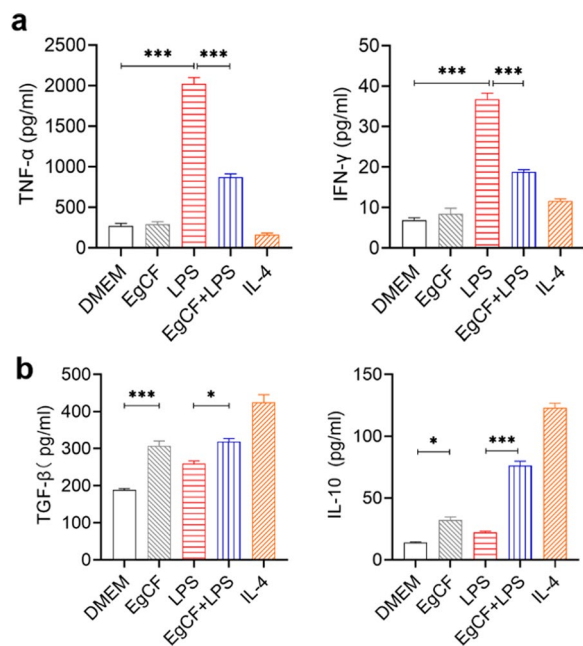 a
TNF-α (pg/ml)
2500
2000
1500
1000
500
0
*** ***
DMEM
EgCF
LPS
EgCF+LPS
IL-4
IFN-γ (pg/ml)
50
40
30
20
10
0
*** ***
DMEM
EgCF
LPS
EgCF+LPS
IL-4
b
TGF-β( pg/ml)
500
400
300
200
100
0
*** *
DMEM
EgCF
LPS
EgCF+LPS
IL-4
IL-10 (pg/ml)
150
100
50
0
* ***
DMEM
EgCF
LPS
EgCF+LPS
IL-4